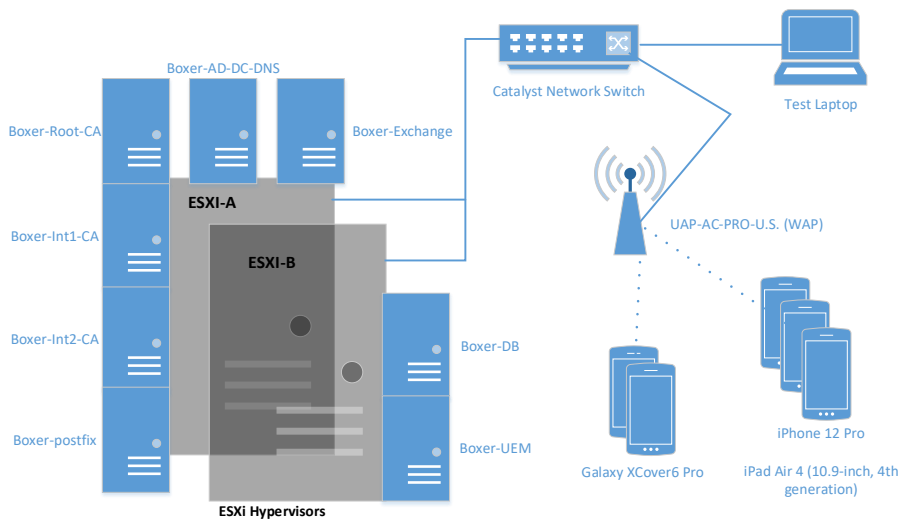 Boxer-AD-DC-DNS
Boxer-Root-CA
Boxer-Exchange
Catalyst Network Switch
Test Laptop
ESXI-A
Boxer-Int1-CA
UAP-AC-PRO-U.S. (WAP)
ESXI-B
Boxer-Int2-CA
Boxer-DB
Boxer-postfix
Boxer-UEM
iPhone 12 Pro
Galaxy XCover6 Pro
iPad Air 4 (10.9-inch, 4th
generation)
ESXi Hypervisors